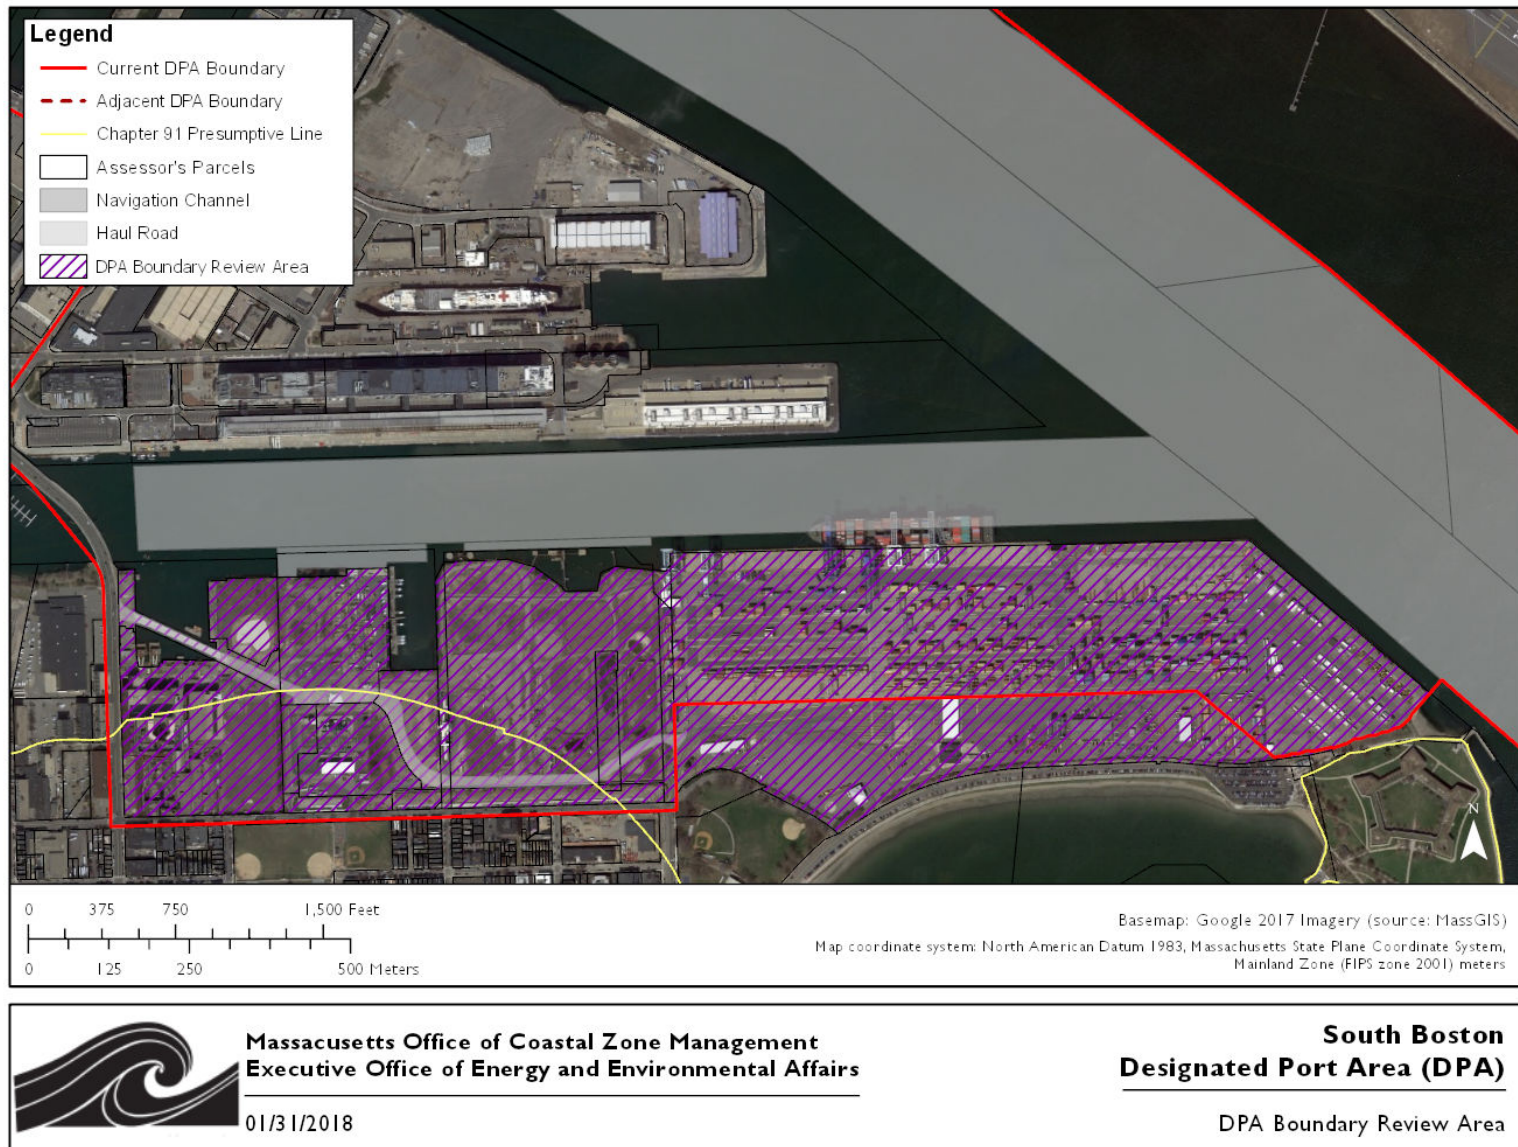 Legend
Current DPA Boundary
Adjacent DPA Boundary
Chapter 91 Presumptive Line
Assessor's Parcels
Navigation Channel
Haul Road
DPA Boundary Review Area
N
0 375 750 1,500 Feet
0 125 250 500 Meters
Basemap: Google 2017 Imagery (source: MassGIS)
Map coordinate system: North American Datum 1983, Massachusetts State Plane Coordinate System,
Mainland Zone (FIPS zone 2001) meters
Massacusetts Office of Coastal Zone Management
Executive Office of Energy and Environmental Affairs
01/31/2018
South Boston
Designated Port Area (DPA)
DPA Boundary Review Area